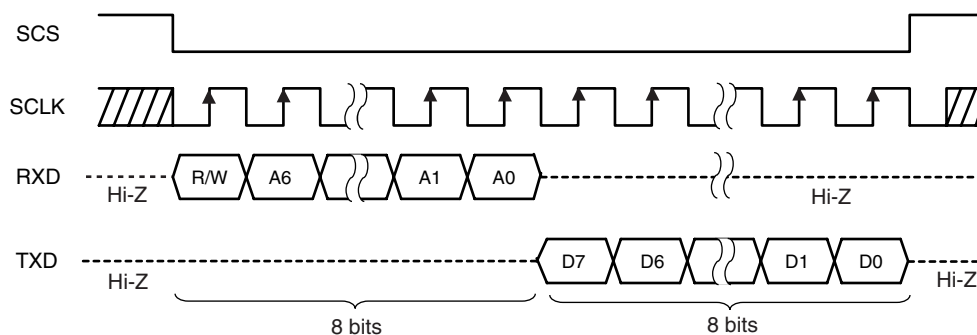 SCS
SCLK
RXD
Hi-Z
R/W A6 A1 A0
Hi-Z
TXD
Hi-Z
D7 D6 D1 D0
Hi-Z
8 bits
8 bits